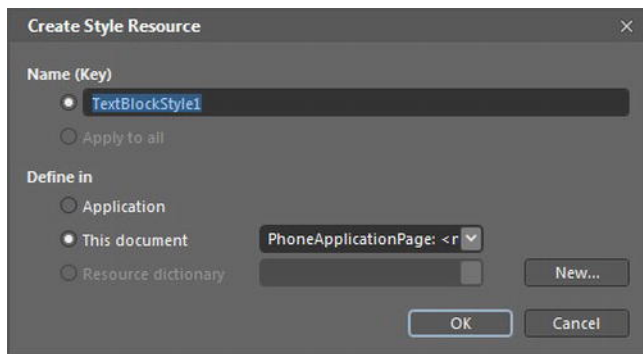 Create Style Resource
Name (Key)
TextBlockStyle1
Apply to all
Define in
Application
This document PhoneApplicationPage: <r
Resource dictionary New...
OK Cancel